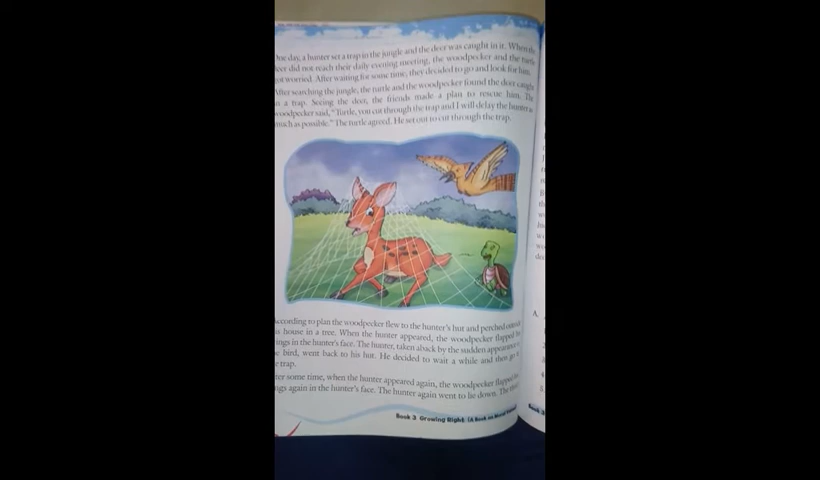 One day, a hunter set a trap in the jungle and the deer was caught in it. When the
deer did not reach their daily evening meeting, the woodpecker and the turtle
got worried. After waiting for some time, they decided to go and look for him.
After searching the jungle, the turtle and the woodpecker found the deer caught
in a trap. Seeing the deer, the friends made a plan to rescue him. The
woodpecker said, "Turtle, you cut through the trap and I will delay the hunter as
much as possible." The turtle agreed. He set out to cut through the trap.
According to plan the woodpecker flew to the hunter's hut and perched
house in a tree. When the hunter appeared, the woodpecker flapped
wings in the hunter's face. The hunter, taken aback by the sudden appearance
bird, went back to his hut. He decided to wait a while and then go
trap.
After some time, when the hunter appeared again, the woodpecker flapped
wings again in the hunter's face. The hunter again went to lie down. The
Book 3 Growing Right (A Book on Moral
A.